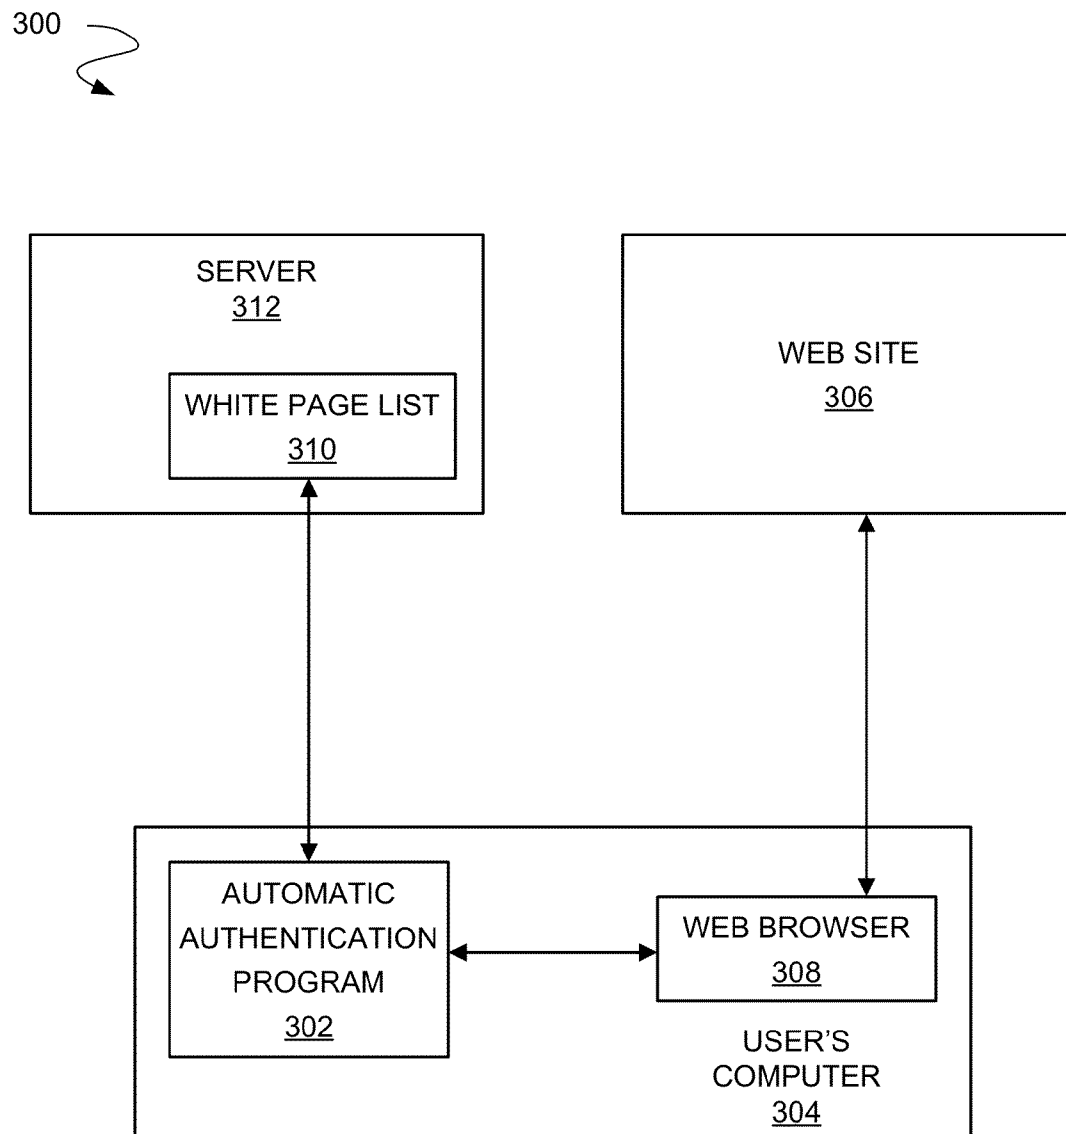 300
SERVER
312
WHITE PAGE LIST
310
WEB SITE
306
AUTOMATIC
AUTHENTICATION
PROGRAM
302
WEB BROWSER
308
USER'S
COMPUTER
304